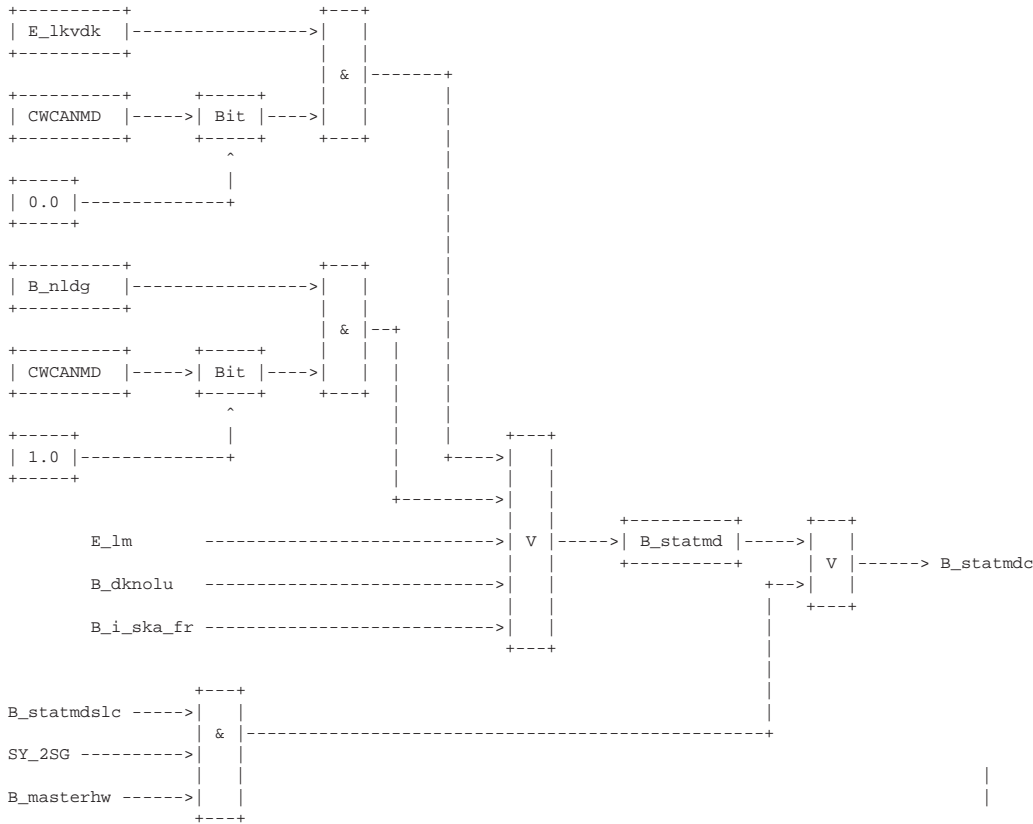 E_lkvdk
&
CWCANMD Bit
0.0
B_nldg
&
CWCANMD Bit
1.0
E_lm V B_statmd V B_statmdc
B_dknolu
B_i_ska_fr
B_statmdslc
&
SY_2SG
B_masterhw